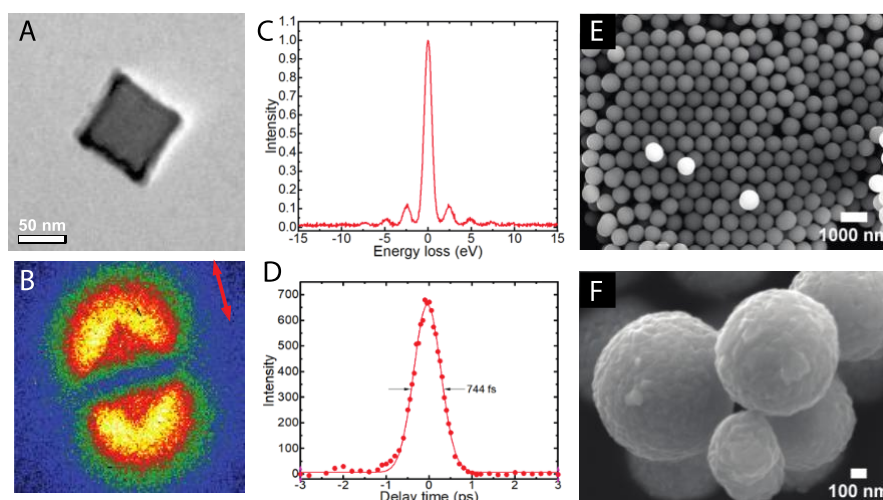 A
50 nm
B
C
Intensity
1.1
1.0
0.9
0.8
0.7
0.6
0.5
0.4
0.3
0.2
0.1
0.0
-15 -10 -5 0 5 10 15
Energy loss (eV)
D
Intensity
700
600
500
400
300
200
100
0
744 fs
-3 -2 -1 0 1 2 3
Delay time (ps)
E
1000 nm
F
100 nm